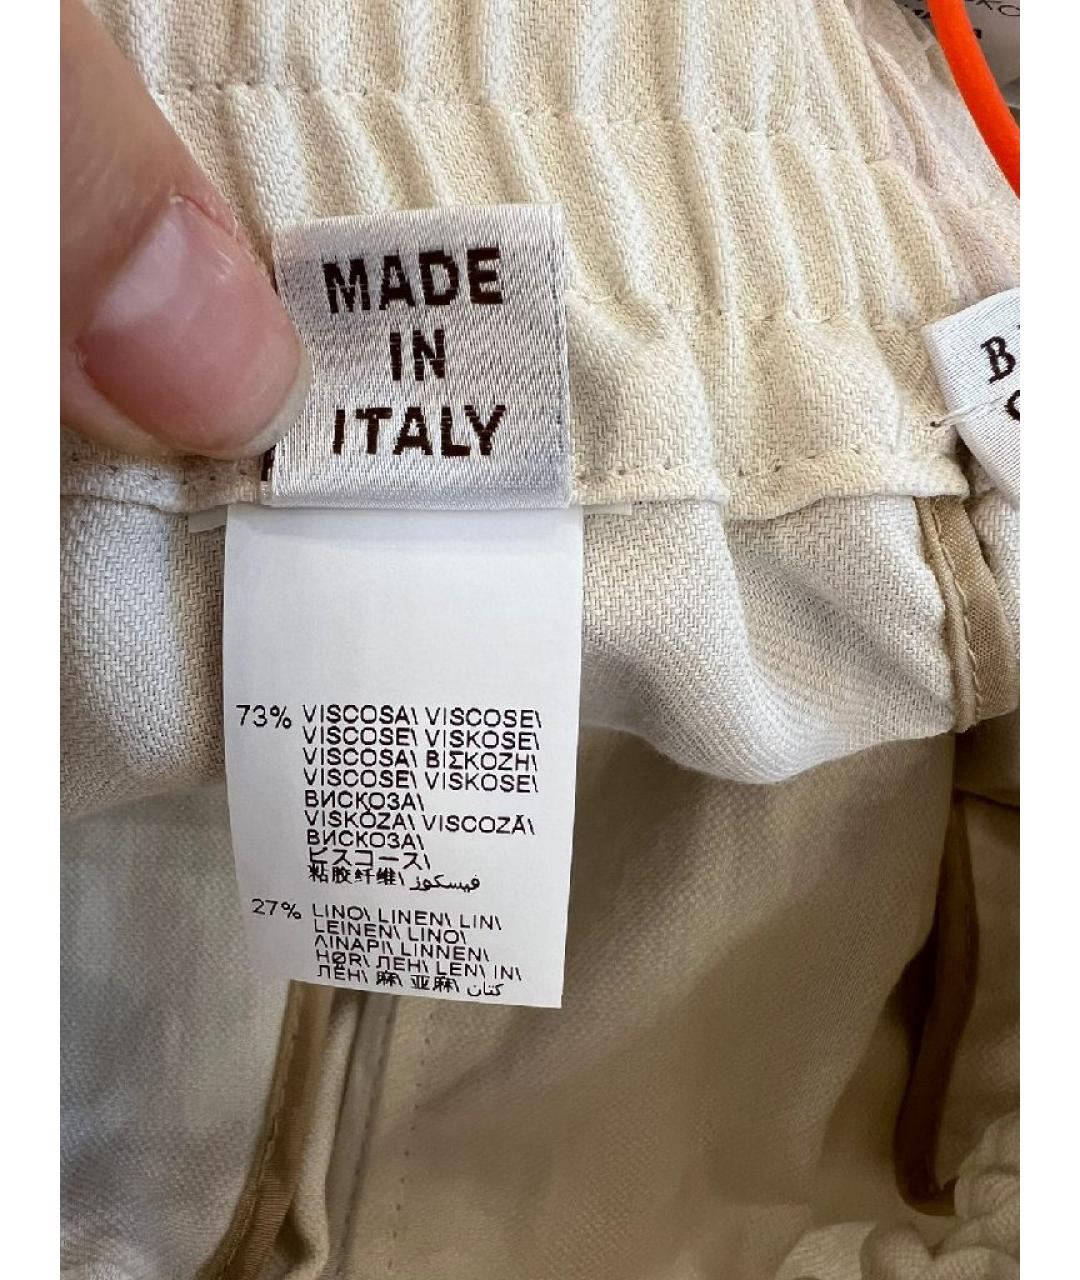 MADE
IN
ITALY
73% VISCOSA\ VISCOSE\
VISCOSE\ VISKOSE\
VISCOSA\ ΒΙΣΚΟΖΗ\
VISCOSE\ VISKOSE\
ВИСКОЗА\
VISKÓZA\ VISCOZĂ\
ВИСКОЗА\
ビスコース\
粘胶纤维\ فيسكوز\
27% LINO\ LINEN\ LIN\
LEINEN\ LINO\
ΛΙΝΑΡΙ\ LINNEN\
HØR\ ЛЕН\ LEN\ IN\
ЛЁН\ 麻\ 亚麻\ كتان\
B